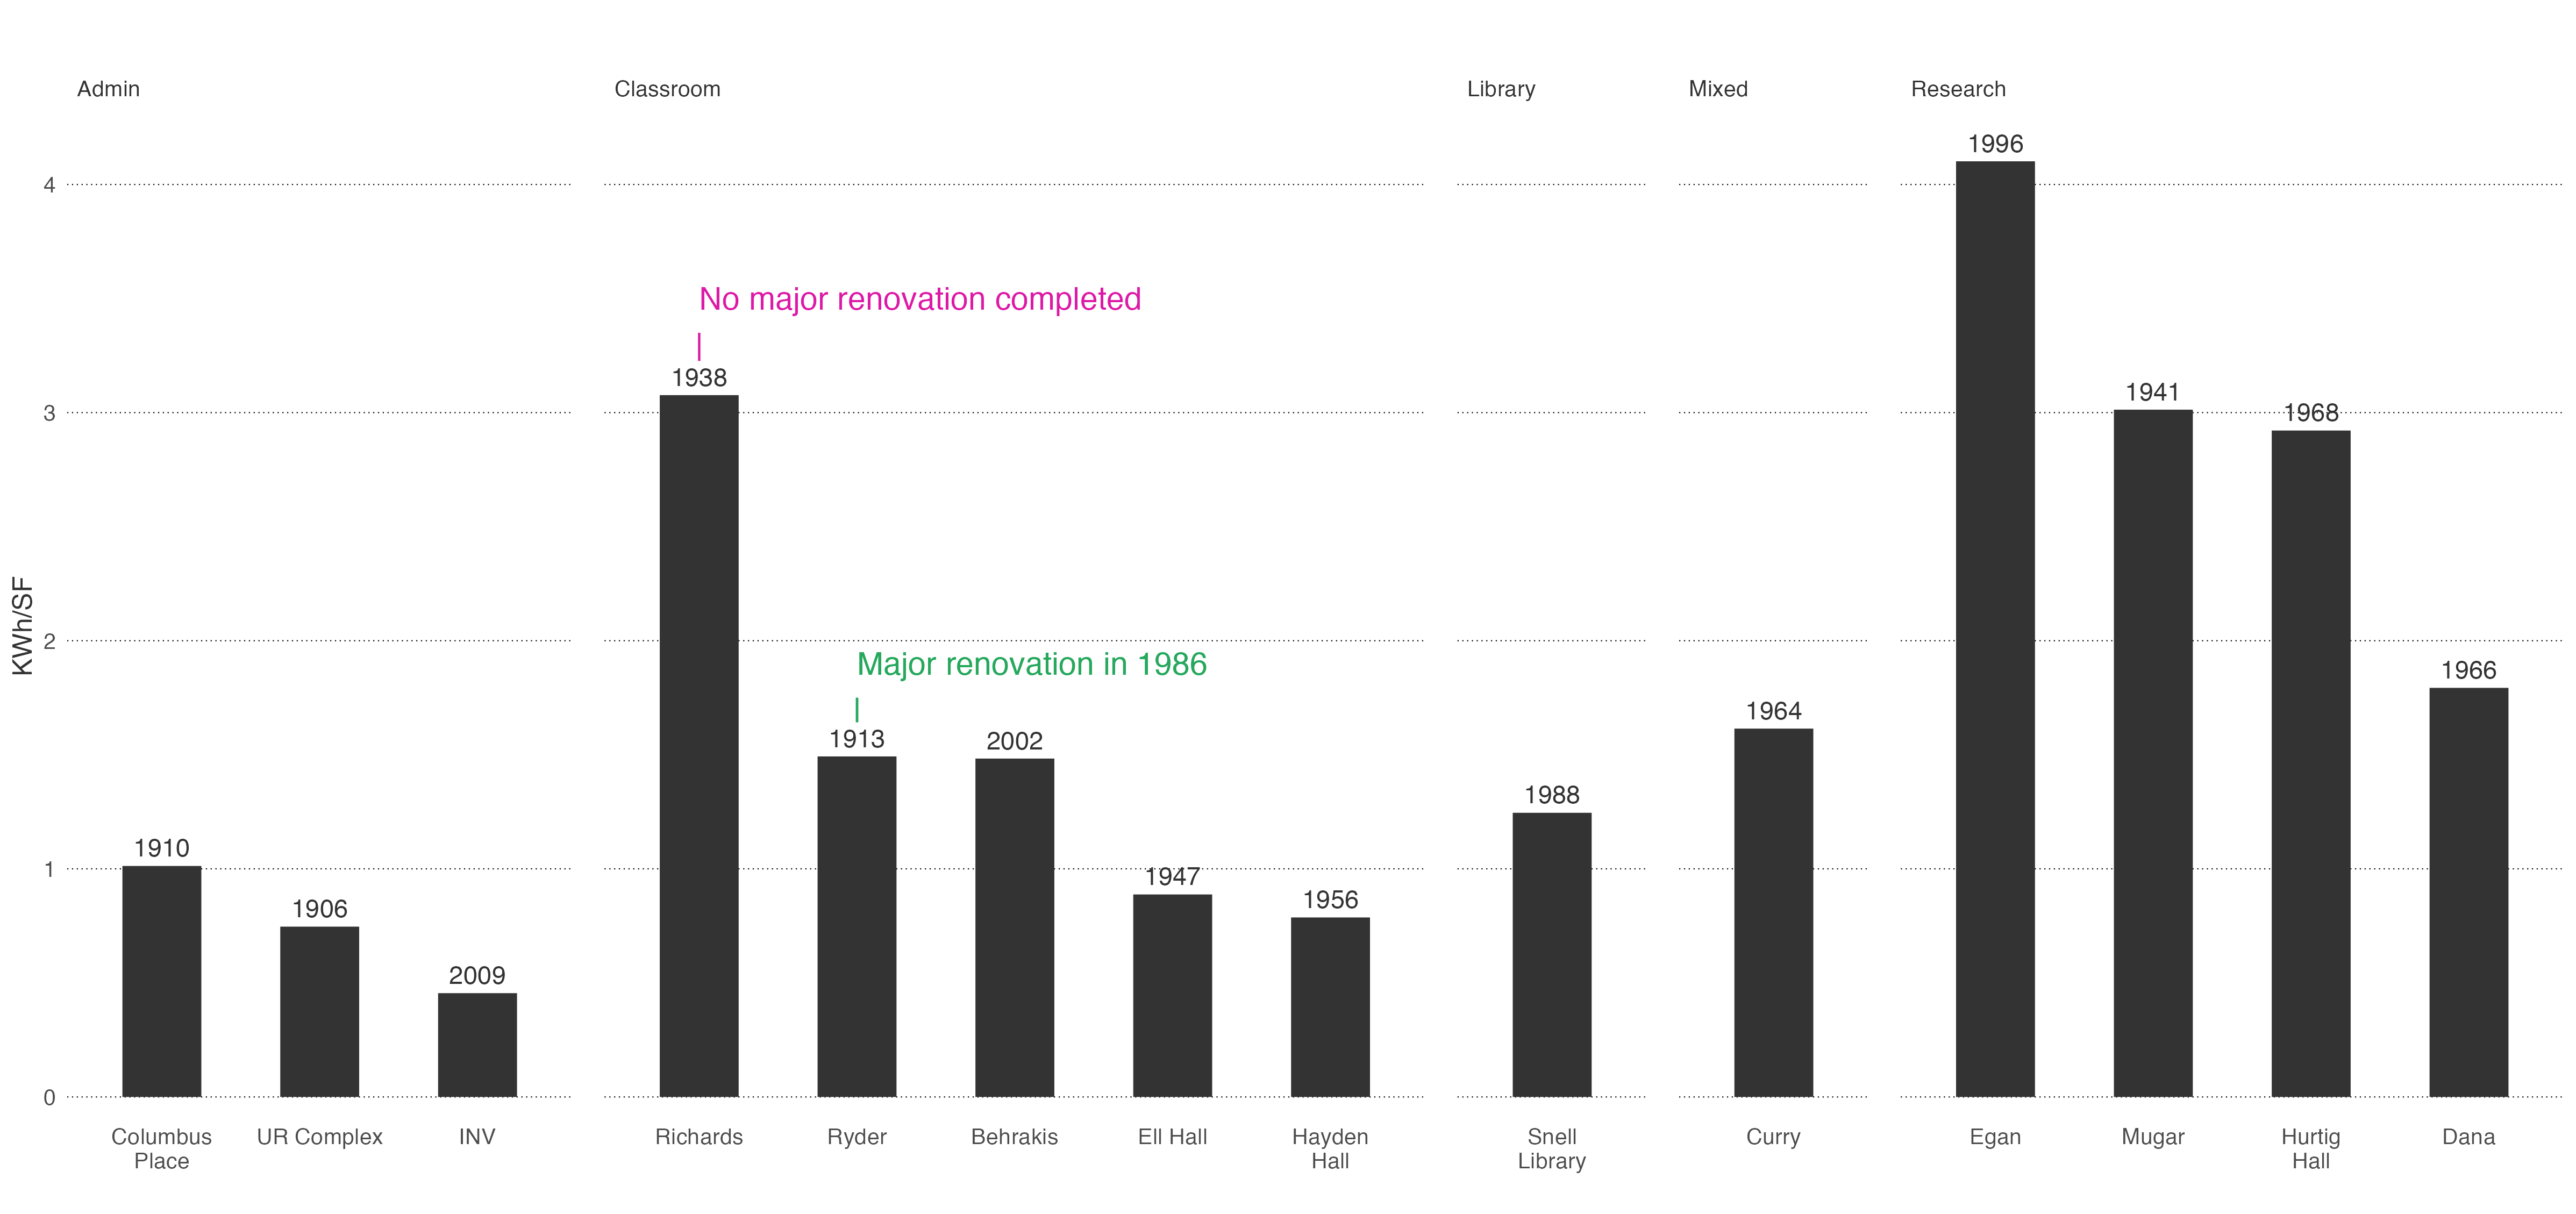 Admin
Classroom
Library
Mixed
Research
KWh/SF
4
3
2
1
0
No major renovation completed
Major renovation in 1986
1910
1906
2009
1938
1913
2002
1947
1956
1988
1964
1996
1941
1968
1966
Columbus
Place
UR Complex
INV
Richards
Ryder
Behrakis
Ell Hall
Hayden
Hall
Snell
Library
Curry
Egan
Mugar
Hurtig
Hall
Dana